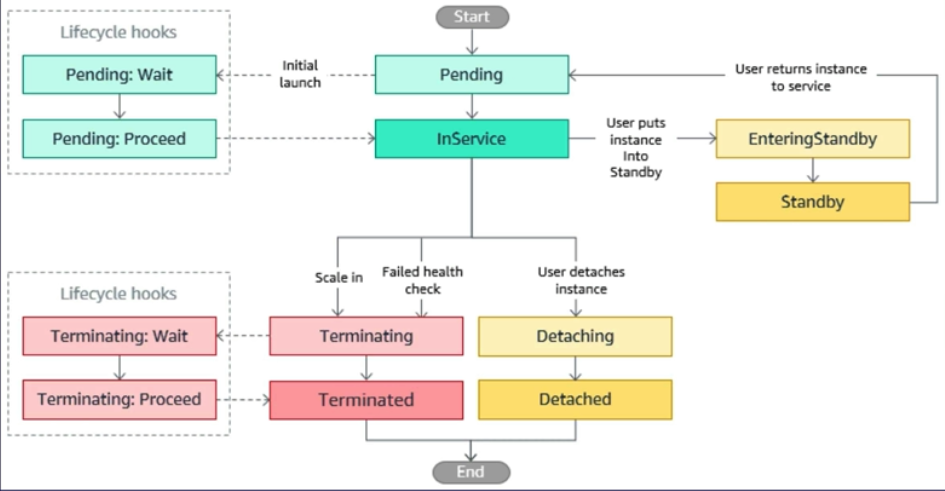 Start
Lifecycle hooks
Pending: Wait
Initial
launch
Pending
User returns instance
to service
Pending: Proceed
InService
User puts
instance
Into
Standby
EnteringStandby
Standby
Scale in
Failed health
check
User detaches
instance
Lifecycle hooks
Terminating: Wait
Terminating
Detaching
Terminating: Proceed
Terminated
Detached
End